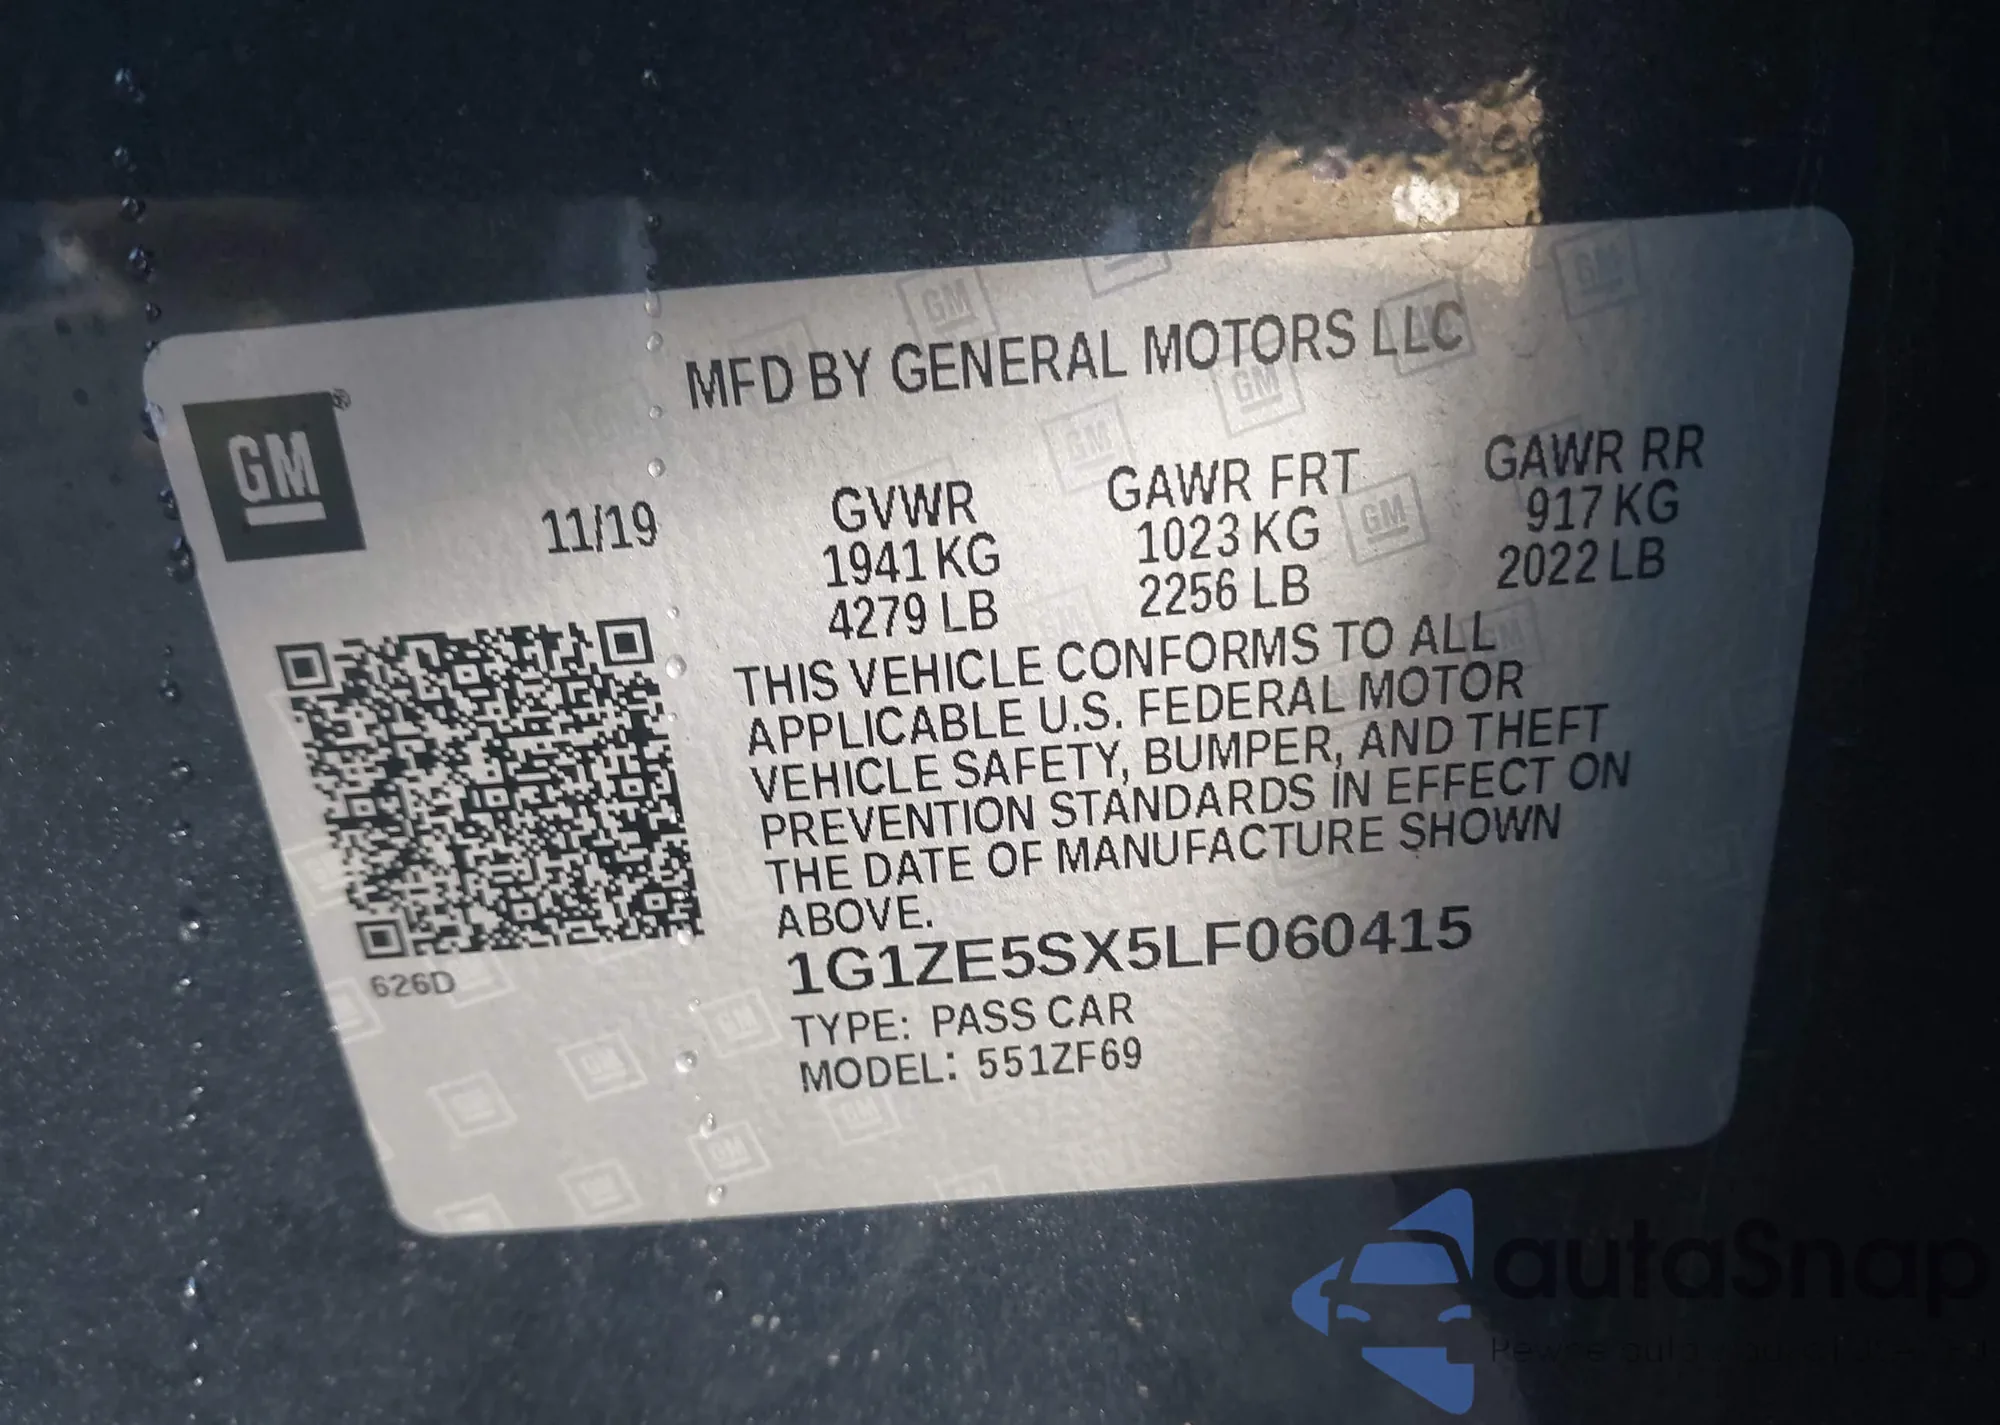 MFD BY GENERAL MOTORS LLC
GM
11/19
GVWR
1941 KG
4279 LB
GAWR FRT
1023 KG
2256 LB
GAWR RR
917 KG
2022 LB
THIS VEHICLE CONFORMS TO ALL
APPLICABLE U.S. FEDERAL MOTOR
VEHICLE SAFETY, BUMPER, AND THEFT
PREVENTION STANDARDS IN EFFECT ON
THE DATE OF MANUFACTURE SHOWN
ABOVE.
1G1ZE5SX5LF060415
TYPE: PASS CAR
MODEL: 551ZF69
626D
autaSnap